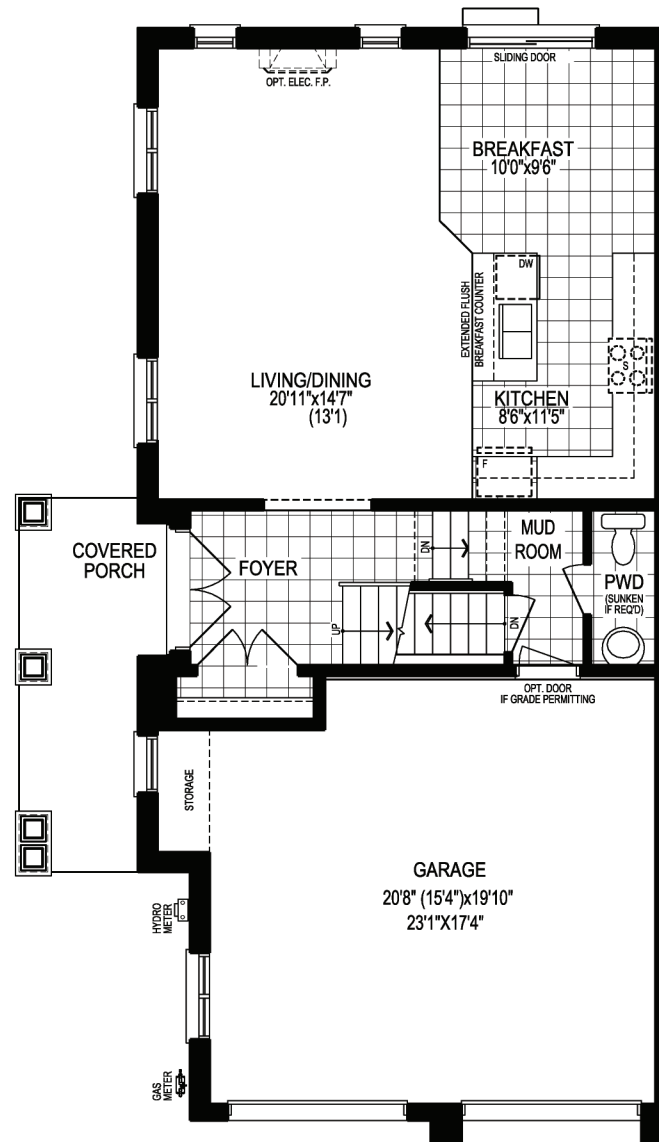 SLIDING DOOR
OPT. ELEC. F.P.
BREAKFAST
10'0"x9'6"
DW
EXTENDED FLUSH
BREAKFAST COUNTER
S
LIVING/DINING
20'11"x14'7"
(13'1)
KITCHEN
8'6"x11'5"
F
COVERED
PORCH
FOYER
DN
MUD
ROOM
PWD
(SUNKEN
IF REQ'D)
UP
DN
OPT. DOOR
IF GRADE PERMITTING
STORAGE
GARAGE
20'8" (15'4")x19'10"
23'1"X17'4"
HYDRO
METER
GAS
METER